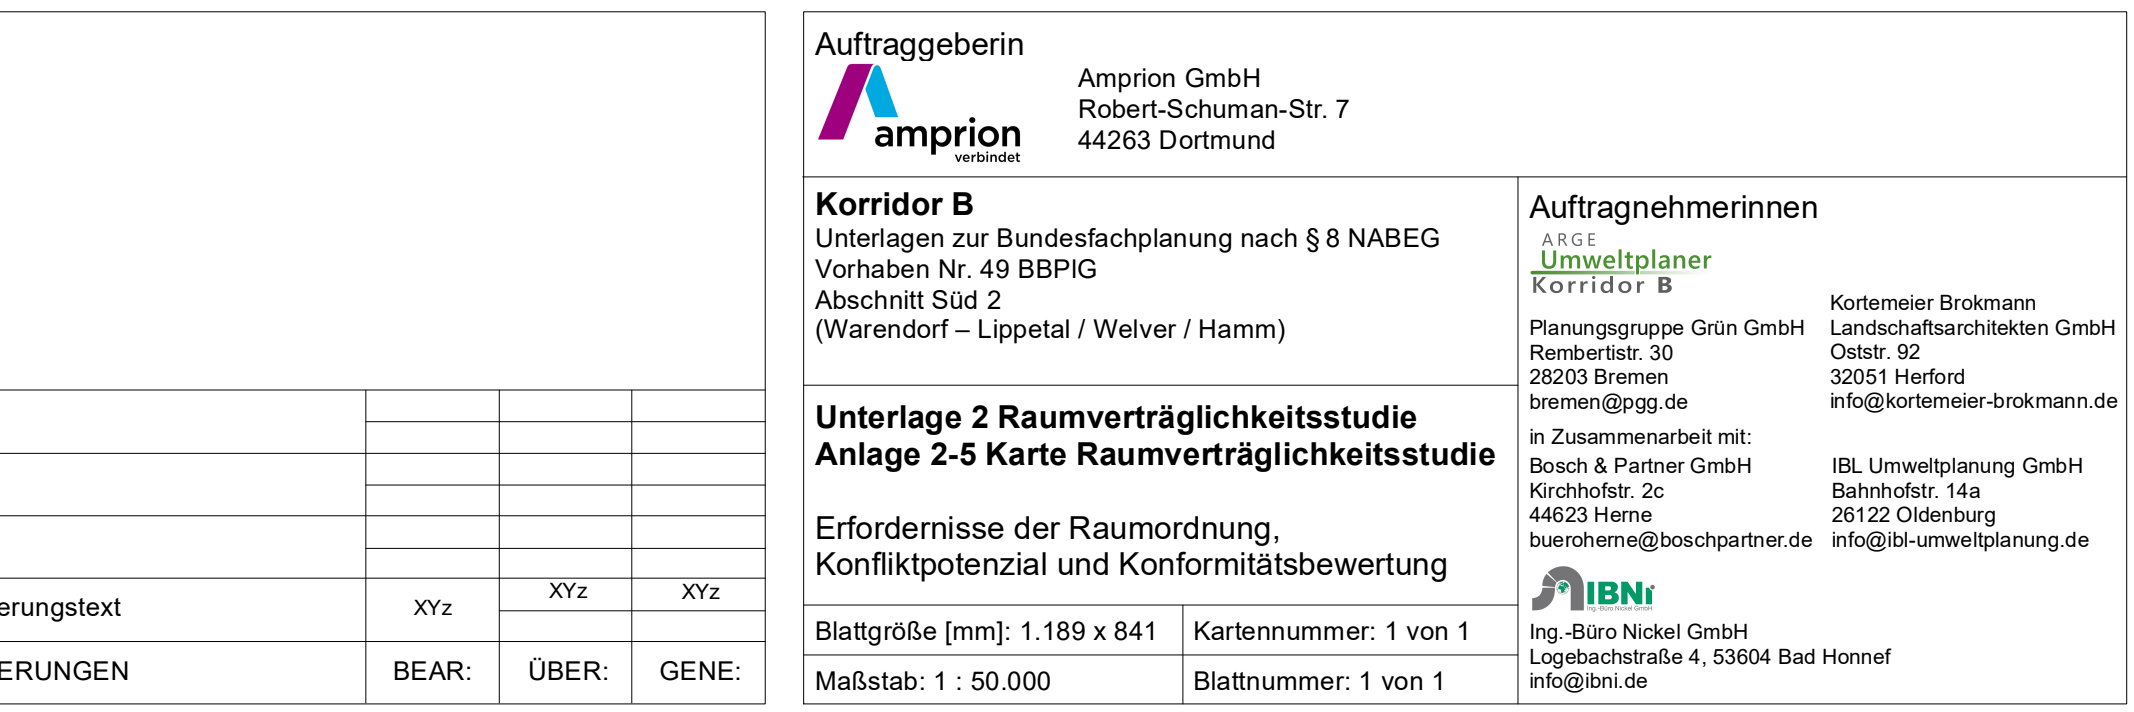 Auftraggeberin
amprion
verbindet
Amprion GmbH
Robert-Schuman-Str. 7
44263 Dortmund
Korridor B
Unterlagen zur Bundesfachplanung nach § 8 NABEG
Vorhaben Nr. 49 BBPlG
Abschnitt Süd 2
(Warendorf – Lippetal / Welver / Hamm)
Unterlage 2 Raumverträglichkeitsstudie
Anlage 2-5 Karte Raumverträglichkeitsstudie
Erfordernisse der Raumordnung,
Konfliktpotenzial und Konformitätsbewertung
Blattgröße [mm]: 1.189 x 841
Kartennummer: 1 von 1
Maßstab: 1 : 50.000
Blattnummer: 1 von 1
Auftragnehmerinnen
ARGE
Umweltplaner
Korridor B
Planungsgruppe Grün GmbH
Rembertistr. 30
28203 Bremen
bremen@pgg.de
Kortemeier Brokmann
Landschaftsarchitekten GmbH
Oststr. 92
32051 Herford
info@kortemeier-brokmann.de
in Zusammenarbeit mit:
Bosch & Partner GmbH
Kirchhofstr. 2c
44623 Herne
bueroherne@boschpartner.de
IBL Umweltplanung GmbH
Bahnhofstr. 14a
26122 Oldenburg
info@ibl-umweltplanung.de
IBNi
Ing.-Büro Nickel GmbH
Ing.-Büro Nickel GmbH
Logebachstraße 4, 53604 Bad Honnef
info@ibni.de
erungstext
XYz
XYz
XYz
ERUNGEN
BEAR:
ÜBER:
GENE: